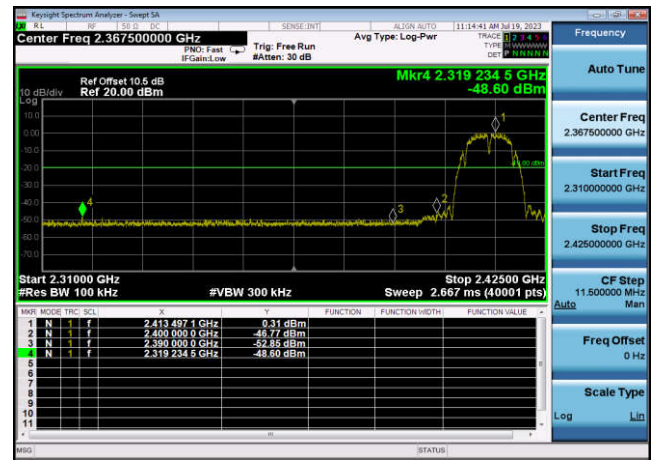 Keysight Spectrum Analyzer - Swept SA
RL RF 50 Ω DC SENSE:INT ALIGN AUTO 11:14:41 AM Jul 19, 2023
Center Freq 2.367500000 GHz
PNO: Fast
IFGain:Low
Trig: Free Run
#Atten: 30 dB
Avg Type: Log-Pwr
TRACE 1 2 3 4 5 6
TYPE M WWWWW
DET P N N N N N
Ref Offset 10.5 dB
Ref 20.00 dBm
Mkr4 2.319 234 5 GHz
-48.60 dBm
10 dB/div
Log
10.0
0.00
-10.0
-20.0
-30.0
-40.0
-50.0
-60.0
-70.0
1
2
3
4
Start 2.31000 GHz
Stop 2.42500 GHz
#Res BW 100 kHz
#VBW 300 kHz
Sweep 2.667 ms (40001 pts)
MKR MODE TRC SCL X Y FUNCTION FUNCTION WIDTH FUNCTION VALUE
1 N 1 f 2.413 497 1 GHz 0.31 dBm
2 N 1 f 2.400 000 0 GHz -46.77 dBm
3 N 1 f 2.390 000 0 GHz -52.85 dBm
4 N 1 f 2.319 234 5 GHz -48.60 dBm
5
6
7
8
9
10
11
MSG
STATUS
Frequency
Auto Tune
Center Freq
2.367500000 GHz
Start Freq
2.310000000 GHz
Stop Freq
2.425000000 GHz
CF Step
11.500000 MHz
Auto Man
Freq Offset
0 Hz
Scale Type
Log Lin